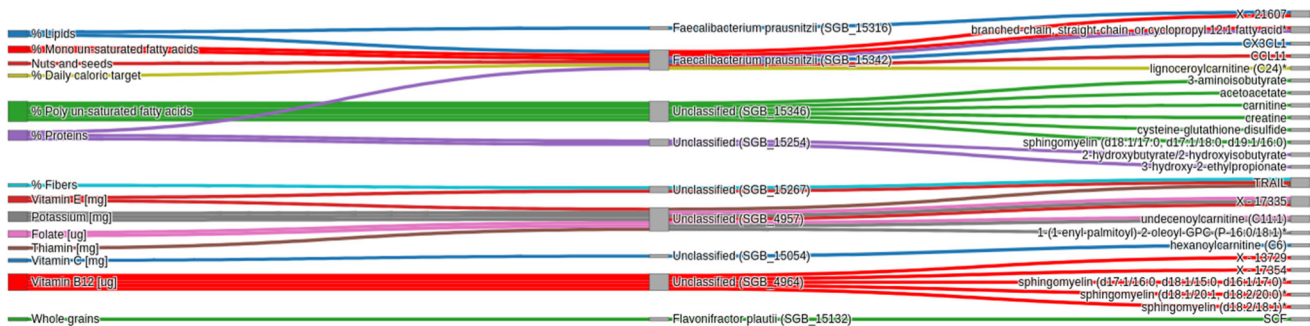 % Lipids
% Mono un-saturated fatty acids
Nuts and seeds
% Daily caloric target
% Poly un-saturated fatty acids
% Proteins
% Fibers
Vitamin E [mg]
Potassium [mg]
Folate [ug]
Thiamin [mg]
Vitamin C [mg]
Vitamin B12 [ug]
Whole grains
Faecalibacterium prausnitzii (SGB_15316)
Faecalibacterium prausnitzii (SGB_15342)
Unclassified (SGB_15346)
Unclassified (SGB_15254)
Unclassified (SGB_15267)
Unclassified (SGB_4957)
Unclassified (SGB_15054)
Unclassified (SGB_4964)
Flavonifractor plautii (SGB_15132)
X - 21607
branched-chain, straight-chain, or cyclopropyl 12:1 fatty acid*
CX3CL1
CCL11
lignoceroylcarnitine (C24)*
3-aminoisobutyrate
acetoacetate
carnitine
creatine
cysteine-glutathione disulfide
sphingomyelin (d18:1/17:0, d17:1/18:0, d19:1/16:0)
2-hydroxybutyrate/2-hydroxyisobutyrate
3-hydroxy-2-ethylpropionate
TRAIL
X - 17335
undecenoylcarnitine (C11:1)
1-(1-enyl-palmitoyl)-2-oleoyl-GPC (P-16:0/18:1)*
hexanoylcarnitine (C6)
X - 13729
X - 17354
sphingomyelin (d17:1/16:0, d18:1/15:0, d16:1/17:0)*
sphingomyelin (d18:1/20:1, d18:2/20:0)*
sphingomyelin (d18:2/18:1)*
SCF